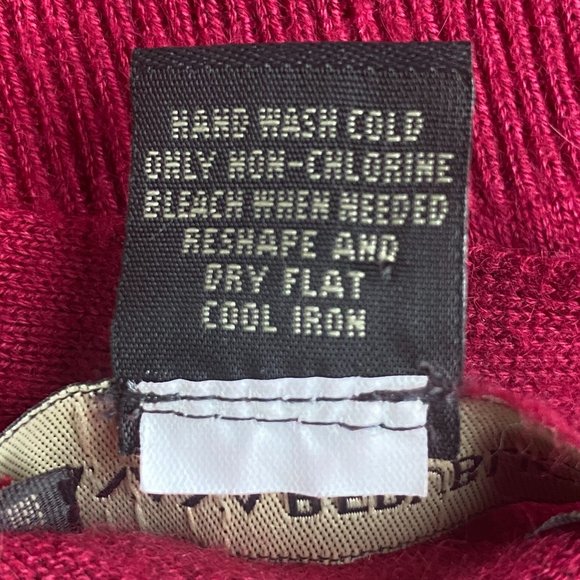 HAND WASH COLD
ONLY NON-CHLORINE
BLEACH WHEN NEEDED
RESHAPE AND
DRY FLAT
COOL IRON